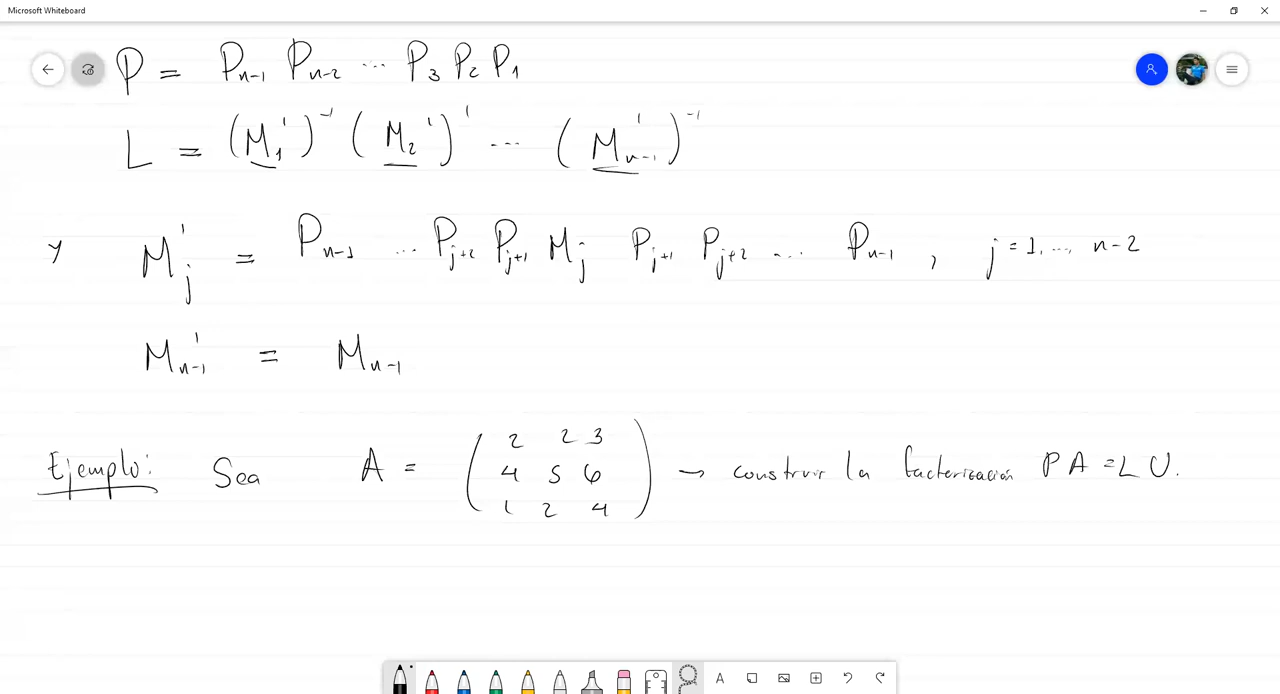 Microsoft Whiteboard
P = P_{n-1} P_{n-2} ... P_3 P_2 P_1
L = (M_1')^{-1} (M_2')^{1} ... (M_{n-1}')^{-1}
y M_j' = P_{n-1} ... P_{j+2} P_{j+1} M_j P_{j+1} P_{j+2} ... P_{n-1} , j = 1, ..., n-2
M_{n-1}' = M_{n-1}
Ejemplo: Sea A = ( 2 2 3
4 5 6
1 2 4 ) → construir la factorización PA = LU.
A